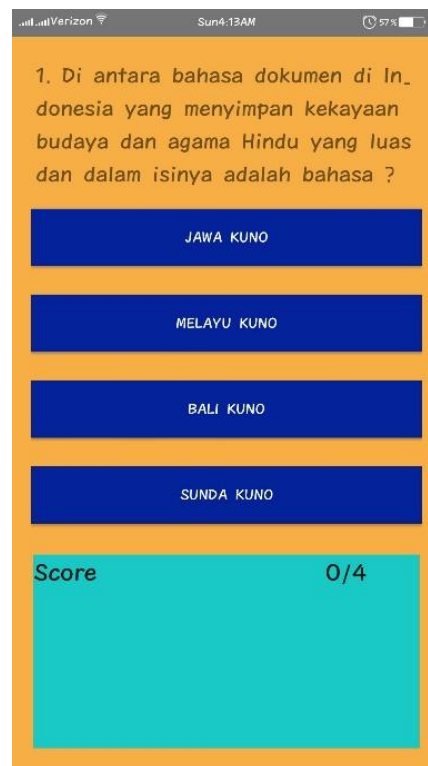 Verizon Sun4:13AM 57%
1. Di antara bahasa dokumen di In_
donesia yang menyimpan kekayaan
budaya dan agama Hindu yang luas
dan dalam isinya adalah bahasa ?
JAWA KUNO
MELAYU KUNO
BALI KUNO
SUNDA KUNO
Score 0/4